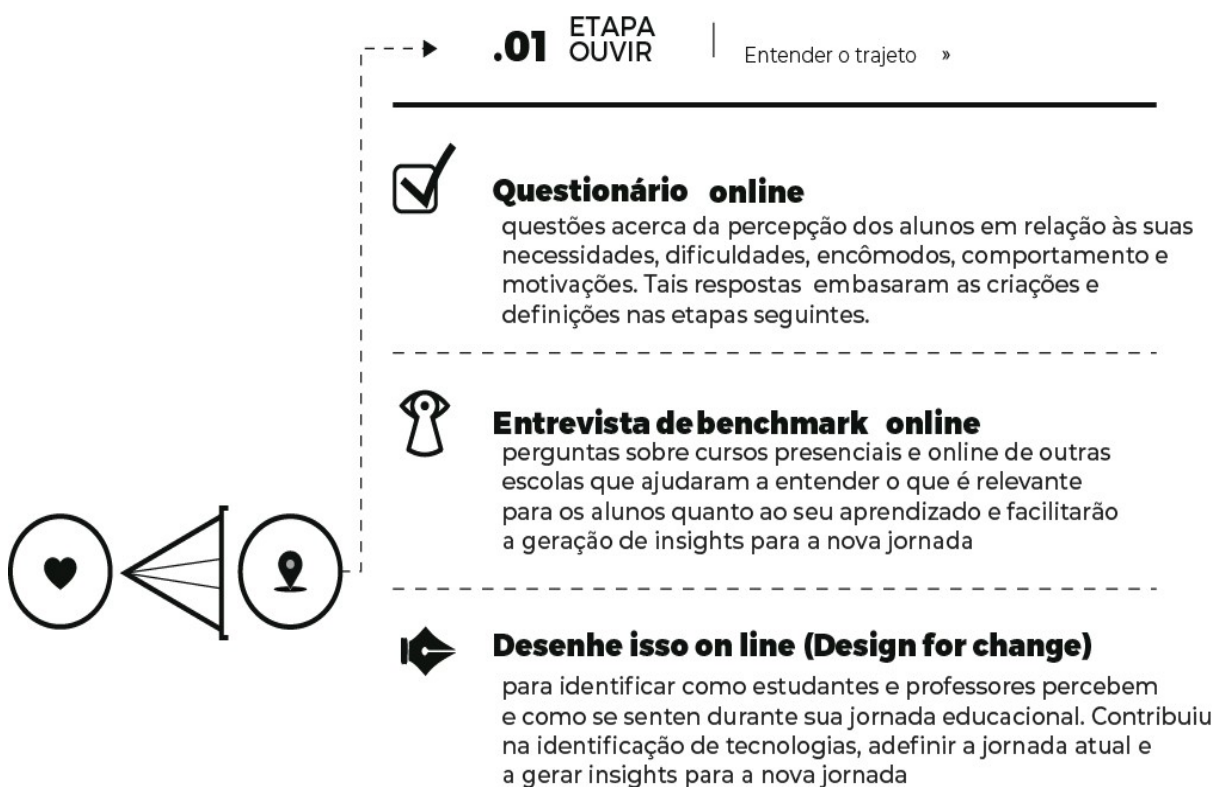 .01 ETAPA
OUVIR
Entender o trajeto »
Questionário online
questões acerca da percepção dos alunos em relação às suas
necessidades, dificuldades, encômodos, comportamento e
motivações. Tais respostas embasaram as criações e
definições nas etapas seguintes.
Entrevista de benchmark online
perguntas sobre cursos presenciais e online de outras
escolas que ajudaram a entender o que é relevante
para os alunos quanto ao seu aprendizado e facilitarão
a geração de insights para a nova jornada
Desenhe isso on line (Design for change)
para identificar como estudantes e professores percebem
e como se senten durante sua jornada educacional. Contribuiu
na identificação de tecnologias, adefinir a jornada atual e
a gerar insights para a nova jornada